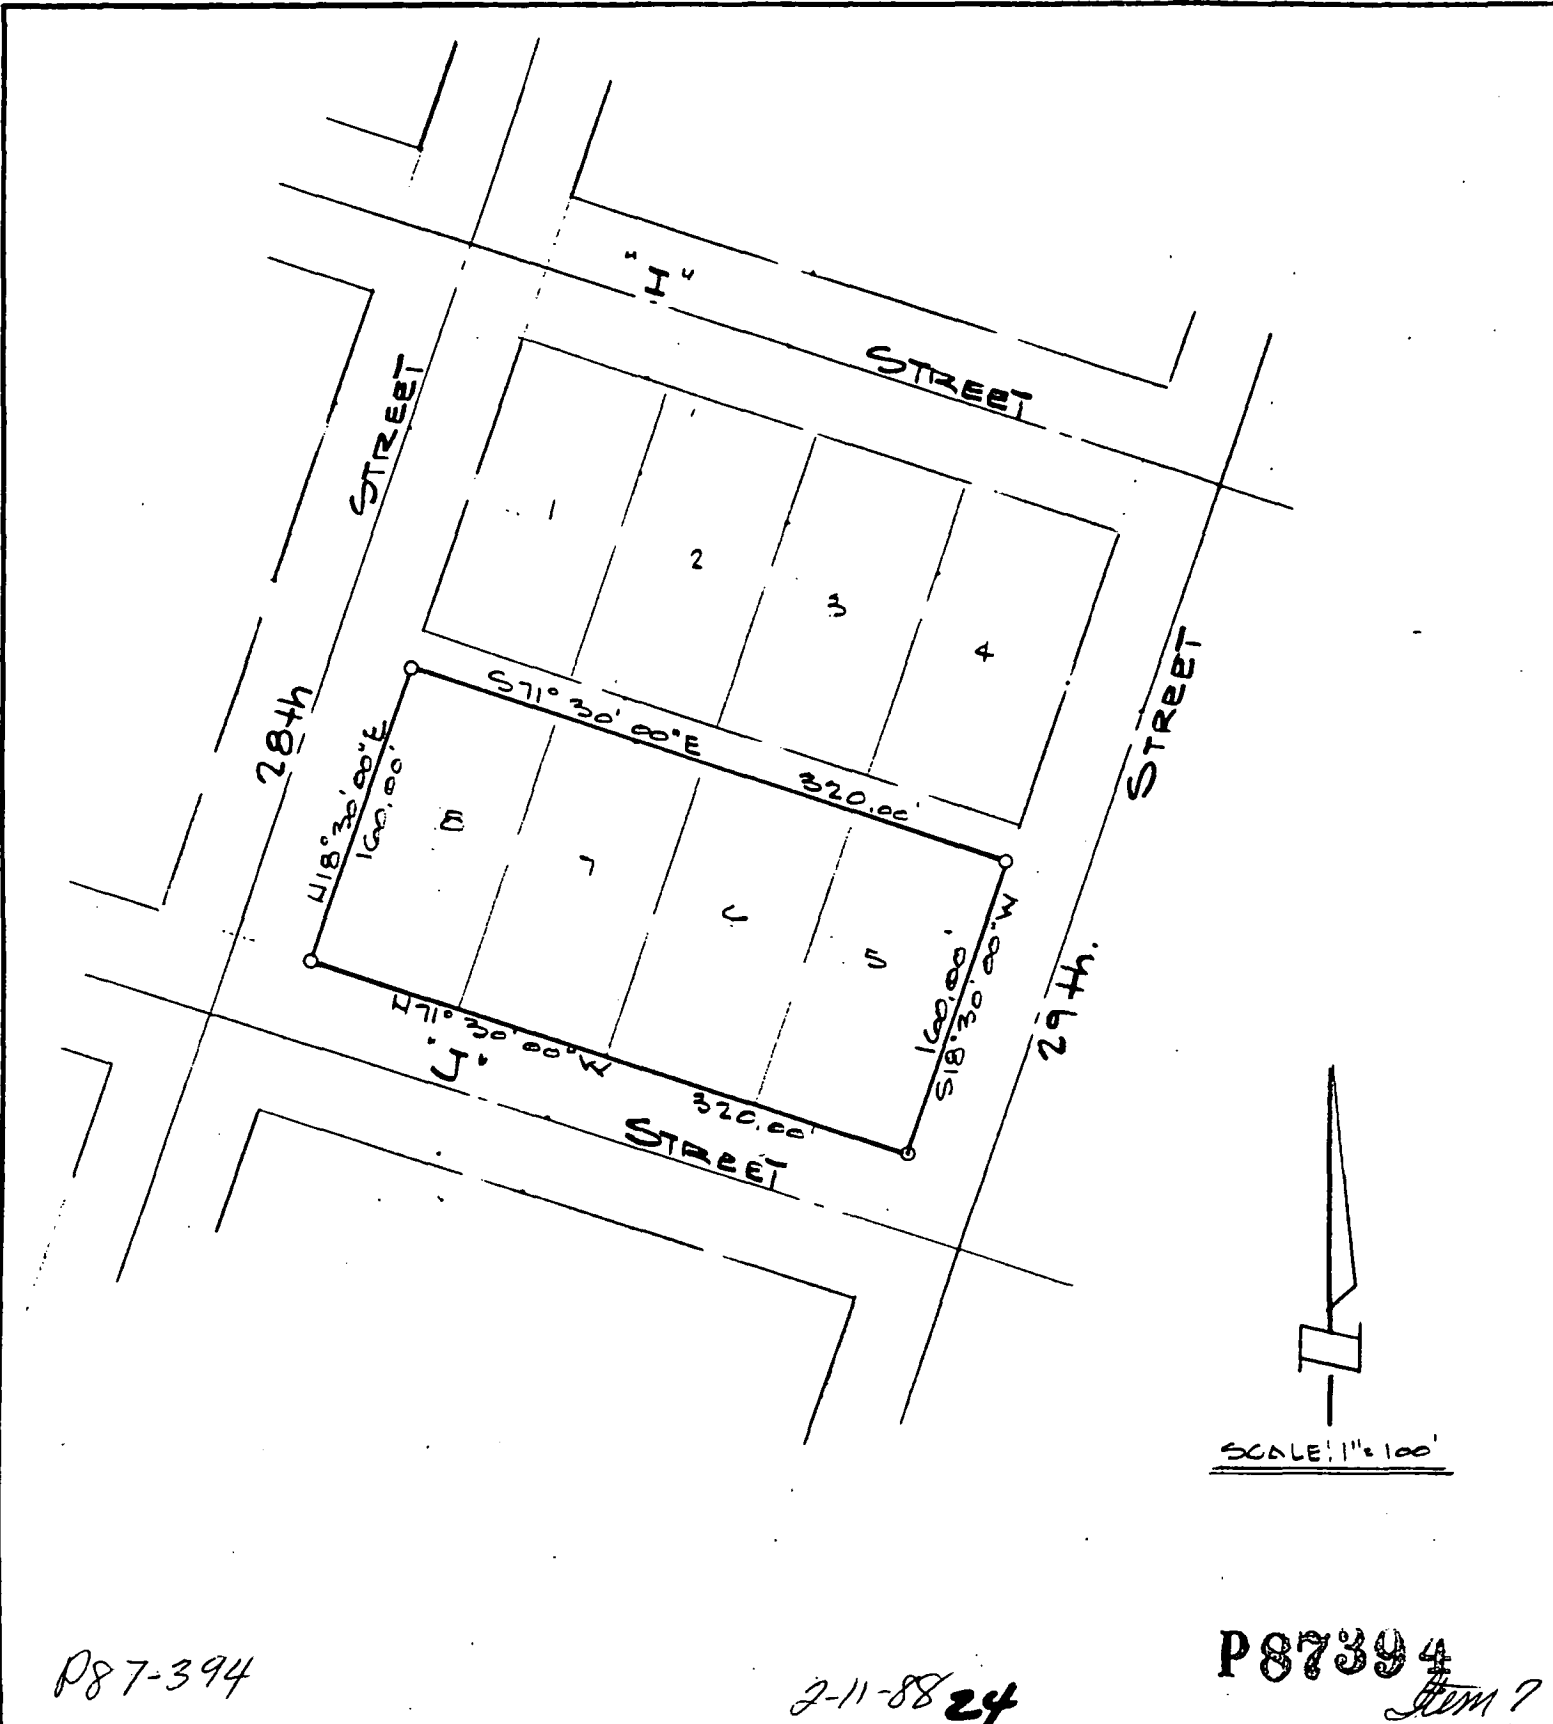 "I"
STREET
STREET
28th
1
2
3
4
STREET
29th.
S71° 30' 00"E
320.00'
N18° 30' 00"E
160.00'
8
7
6
5
160.00'
S18° 30' 00"W
N71° 30' 00"W
320.00'
"J"
STREET
SCALE: 1"=100'
P87-394
2-11-88 24
P87394
Item 7